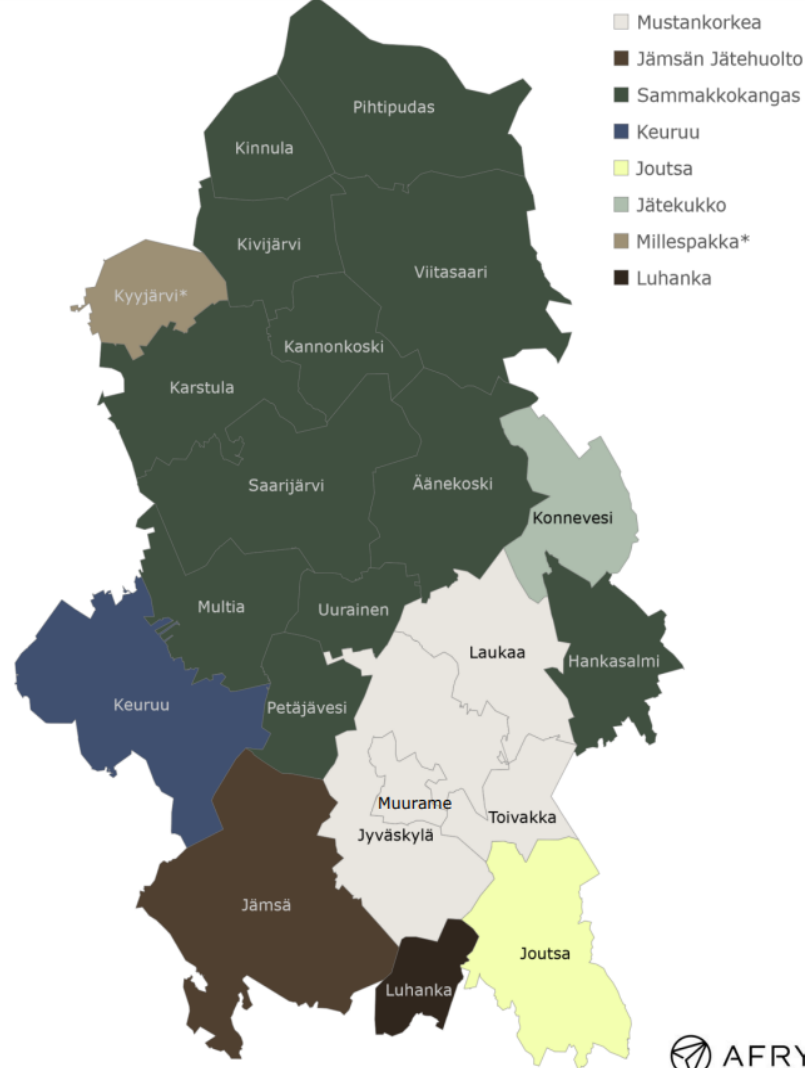 Mustankorkea
Jämsän Jätehuolto
Sammakkokangas
Keuruu
Joutsa
Jätekukko
Millespakka*
Luhanka
Pihtipudas
Kinnula
Kivijärvi
Viitasaari
Kyyjärvi*
Kannonkoski
Karstula
Saarijärvi
Äänekoski
Konnevesi
Multia
Uurainen
Laukaa
Hankasalmi
Keuruu
Petäjävesi
Muurame
Toivakka
Jyväskylä
Jämsä
Joutsa
Luhanka
AFRY